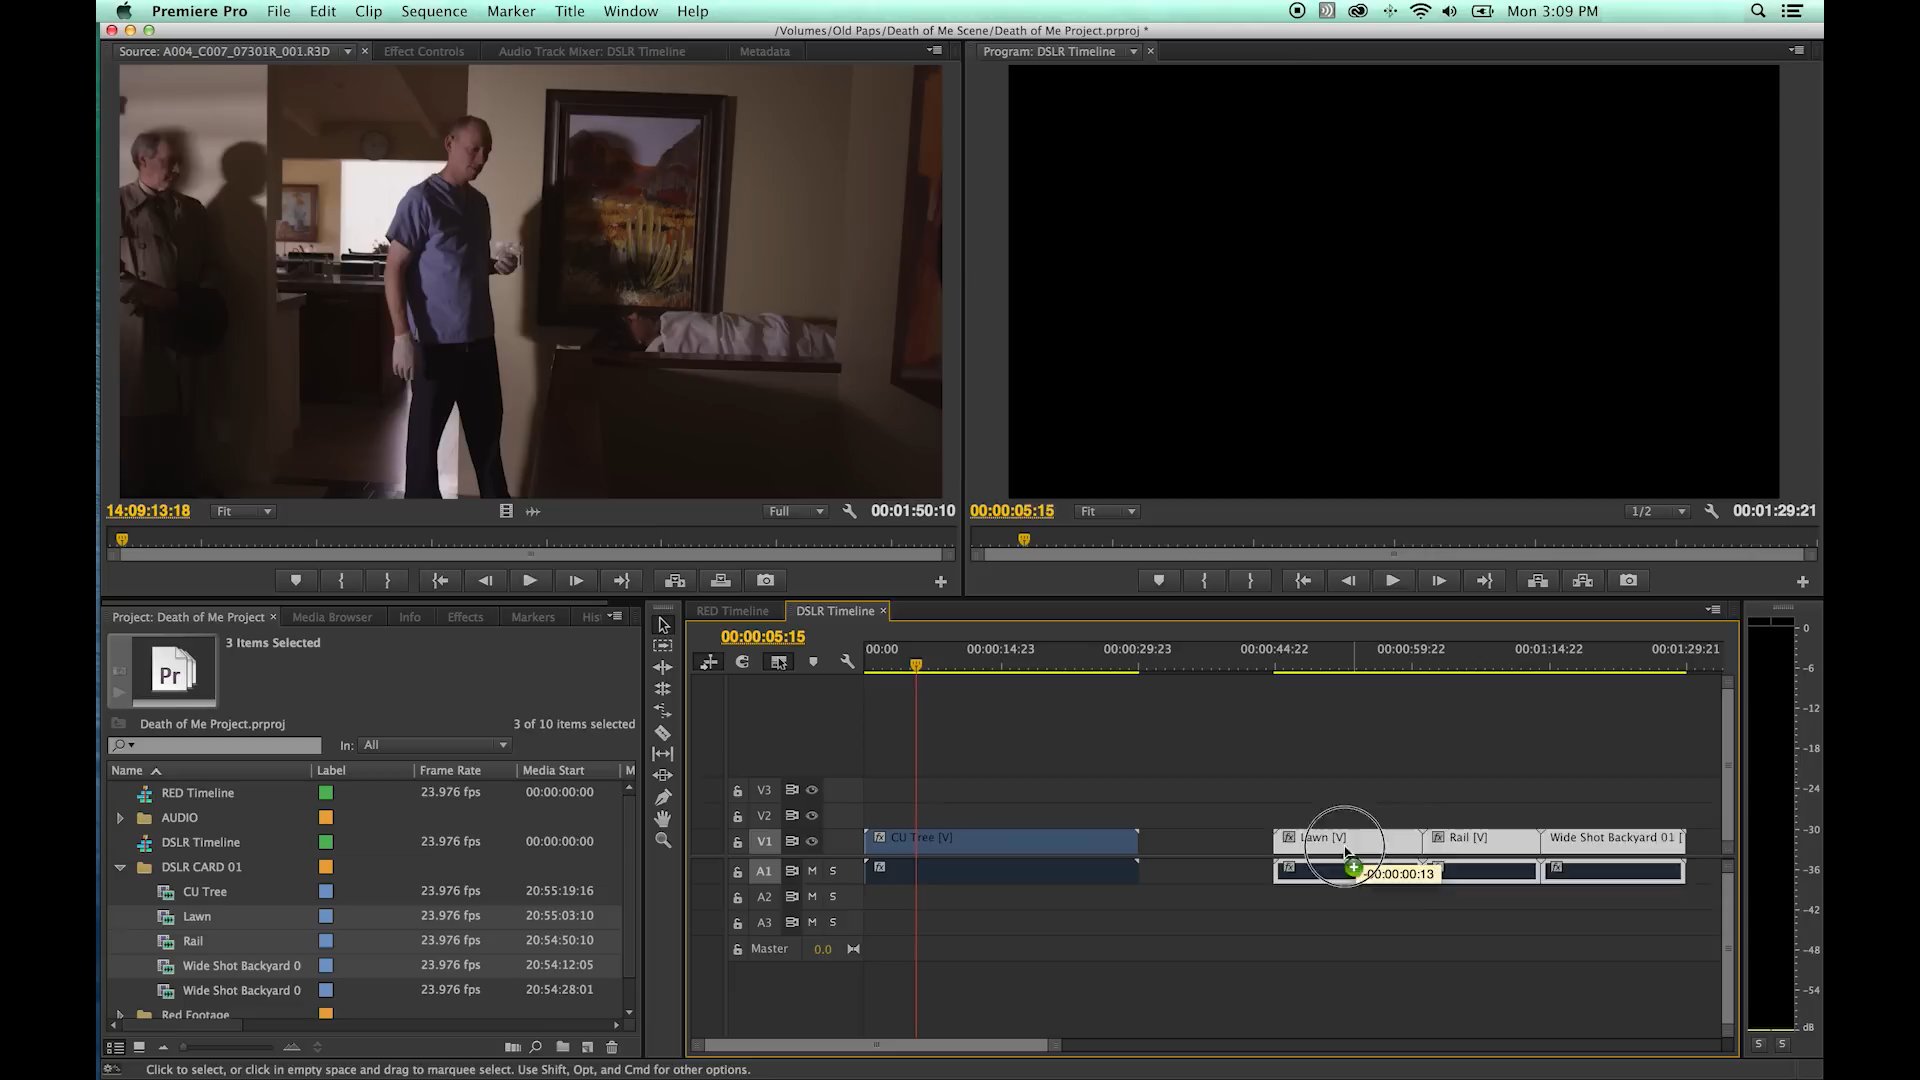 Premiere Pro File Edit Clip Sequence Marker Title Window Help Mon 3:09 PM
/Volumes/Old Paps/Death of Me Scene/Death of Me Project.prproj *
Source: A004_C007_07301R_001.R3D Effect Controls Audio Track Mixer: DSLR Timeline Metadata
Program: DSLR Timeline
14:09:13:18 Fit Full 00:01:50:10
00:00:05:15 Fit 1/2 00:01:29:21
Project: Death of Me Project Media Browser Info Effects Markers His
3 Items Selected
Pr
Death of Me Project.prproj 3 of 10 items selected
In: All
Name Label Frame Rate Media Start M
RED Timeline 23.976 fps 00:00:00:00
AUDIO
DSLR Timeline 23.976 fps 00:00:00:00
DSLR CARD 01
CU Tree 23.976 fps 20:55:19:16
Lawn 23.976 fps 20:55:03:10
Rail 23.976 fps 20:54:50:10
Wide Shot Backyard 0 23.976 fps 20:54:12:05
Wide Shot Backyard 0 23.976 fps 20:54:28:01
Red Footage
RED Timeline DSLR Timeline
00:00:05:15
00:00 00:00:14:23 00:00:29:23 00:00:44:22 00:00:59:22 00:01:14:22 00:01:29:21
V3
V2
V1 fx CU Tree [V] fx Lawn [V] fx Rail [V] Wide Shot Backyard 01 [
A1 M S fx fx fx
-00:00:00:13
A2 M S
A3 M S
Master 0.0
0
-6
-12
-18
-24
-30
-36
-42
-48
-54
dB
S S
Click to select, or click in empty space and drag to marquee select. Use Shift, Opt, and Cmd for other options.